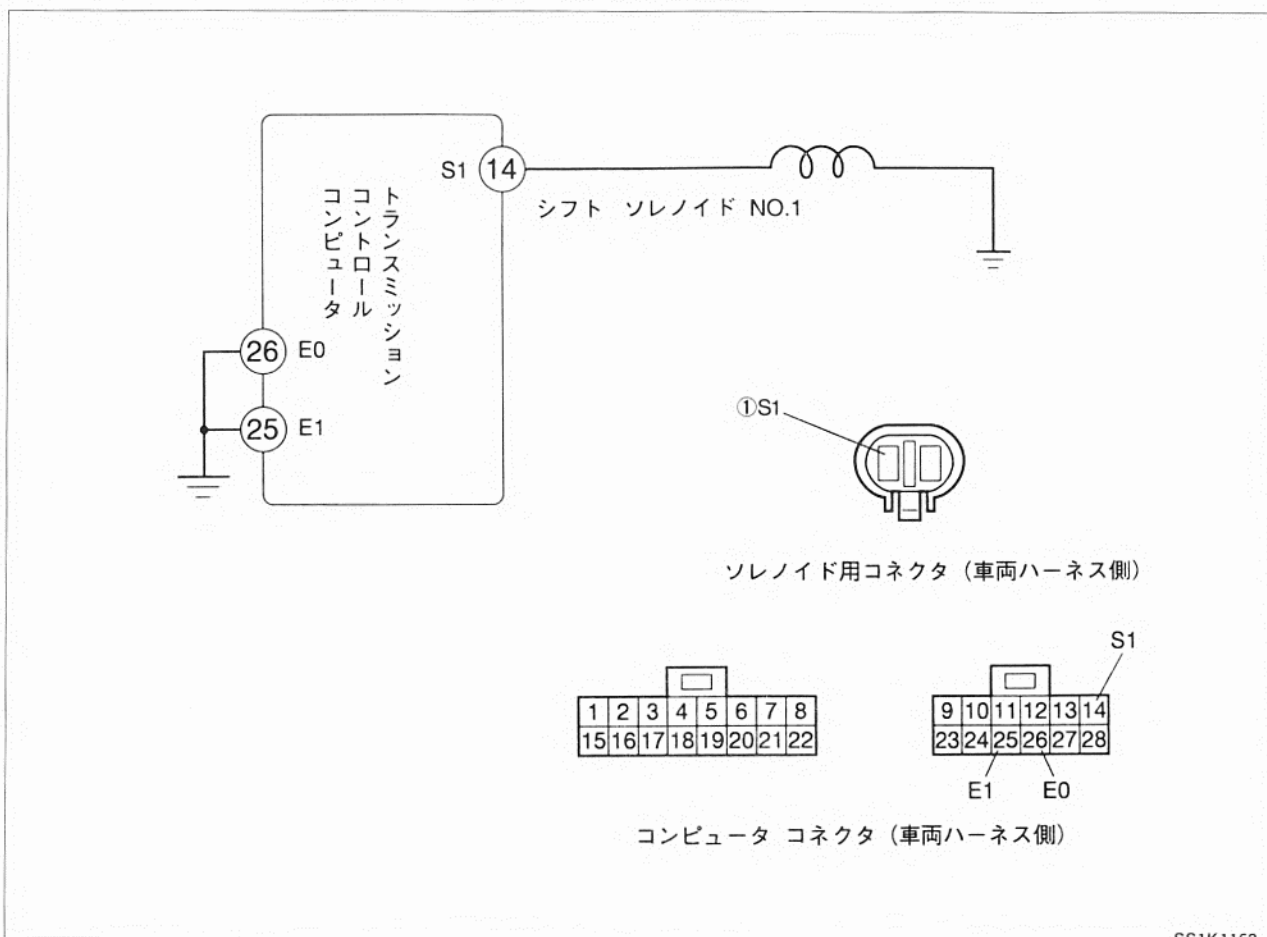 S1 14
シフト ソレノイド NO.1
トランスミッション
コントロール
コンピュータ
26 E0
25 E1
①S1
ソレノイド用コネクタ（車両ハーネス側）
S1
1 2 3 4 5 6 7 8
15 16 17 18 19 20 21 22
9 10 11 12 13 14
23 24 25 26 27 28
E1 E0
コンピュータ コネクタ（車両ハーネス側）